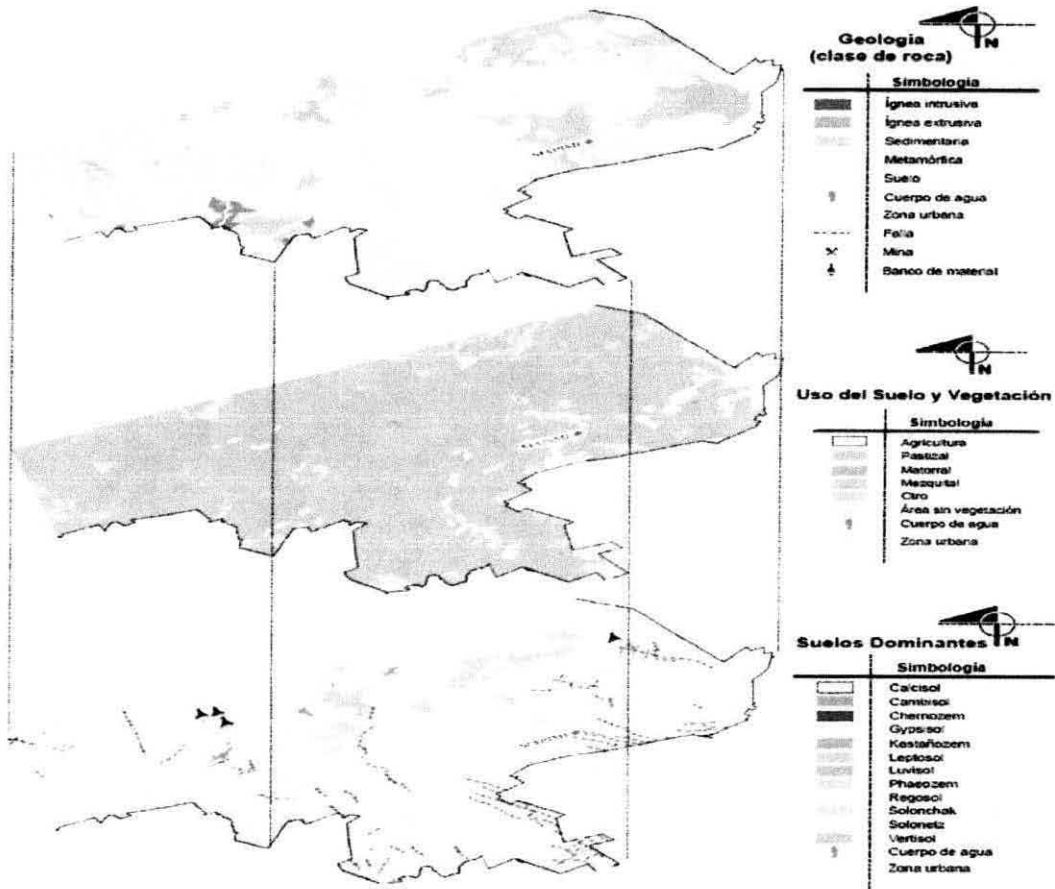 Geología
(clase de roca)
N
Simbología
Ígnea intrusiva
Ígnea extrusiva
Sedimentaria
Metamórfica
Suelo
Cuerpo de agua
Zona urbana
Falla
Mina
Banco de material
N
Uso del Suelo y Vegetación
Simbología
Agricultura
Pastizal
Matorral
Mezquital
Otro
Área sin vegetación
Cuerpo de agua
Zona urbana
Suelos Dominantes
N
Simbología
Calcisol
Cambisol
Chernozem
Gypsisol
Kastañozem
Leptosol
Luvisol
Phaeozem
Regosol
Solonchak
Solonetz
Vertisol
Cuerpo de agua
Zona urbana